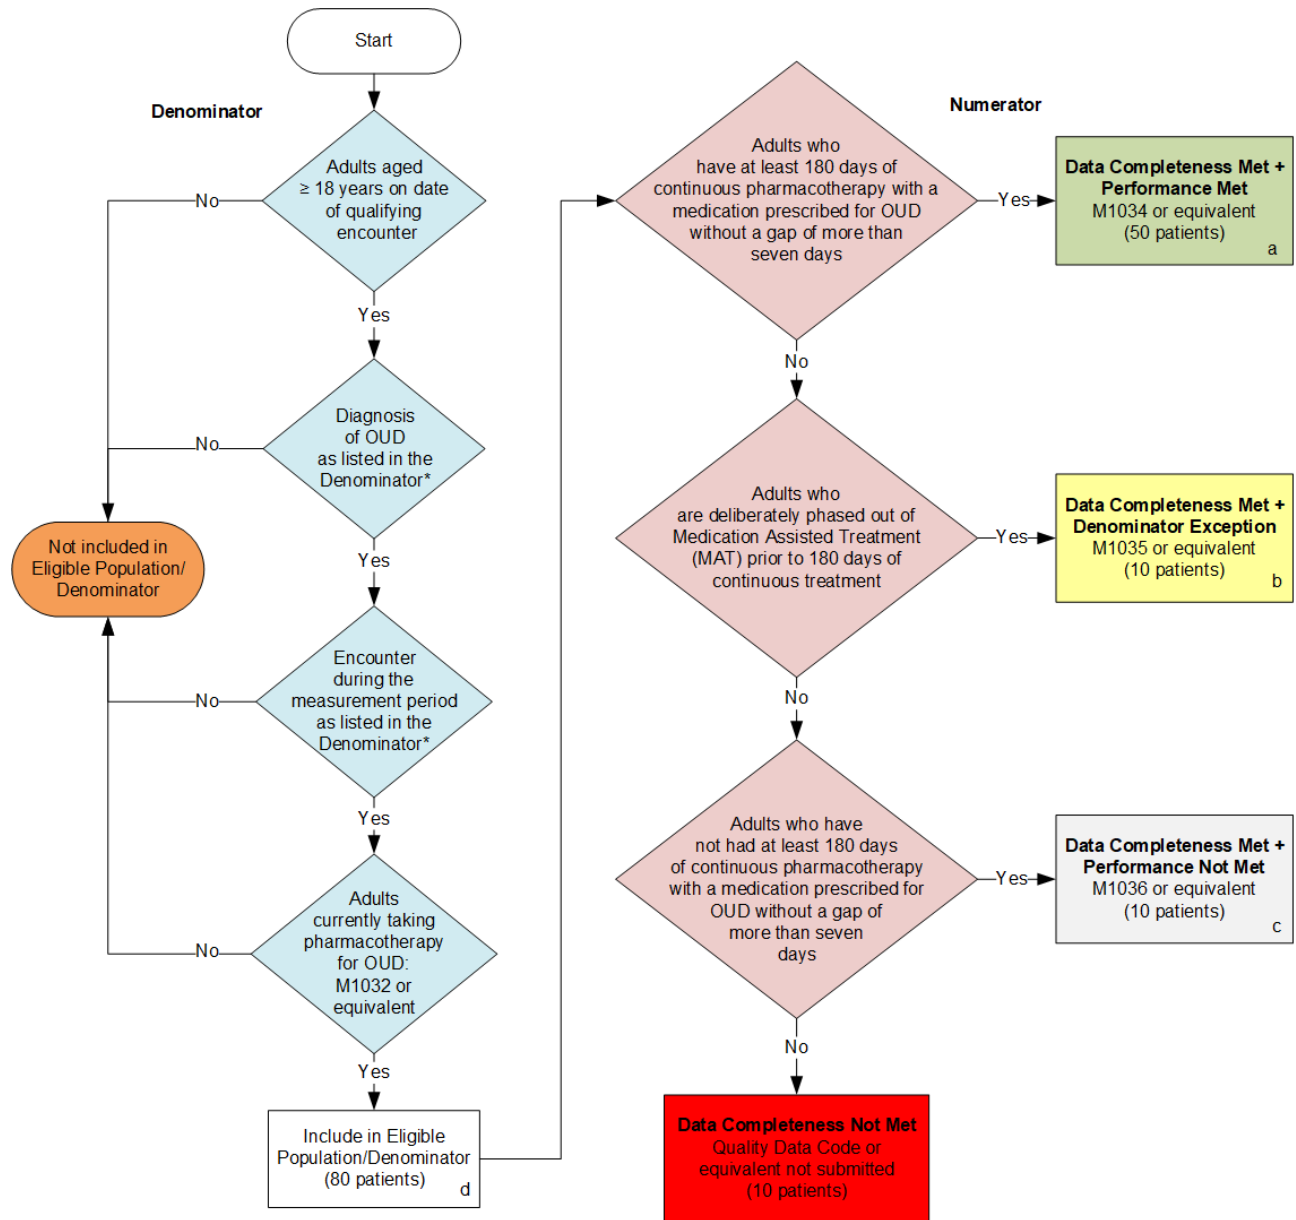 Start
Denominator
Adults aged
≥ 18 years on date
of qualifying
encounter
No
Yes
Diagnosis
of OUD
as listed in the
Denominator*
No
Yes
Not included in
Eligible Population/
Denominator
Encounter
during the
measurement period
as listed in the
Denominator*
No
Yes
Adults
currently taking
pharmacotherapy
for OUD:
M1032 or
equivalent
No
Yes
Include in Eligible
Population/Denominator
(80 patients)
d
Numerator
Adults who
have at least 180 days of
continuous pharmacotherapy with a
medication prescribed for OUD
without a gap of more than
seven days
Yes
Data Completeness Met +
Performance Met
M1034 or equivalent
(50 patients)
a
No
Adults who
are deliberately phased out of
Medication Assisted Treatment
(MAT) prior to 180 days of
continuous treatment
Yes
Data Completeness Met +
Denominator Exception
M1035 or equivalent
(10 patients)
b
No
Adults who have
not had at least 180 days
of continuous pharmacotherapy
with a medication prescribed for
OUD without a gap of
more than seven
days
Yes
Data Completeness Met +
Performance Not Met
M1036 or equivalent
(10 patients)
c
No
Data Completeness Not Met
Quality Data Code or
equivalent not submitted
(10 patients)